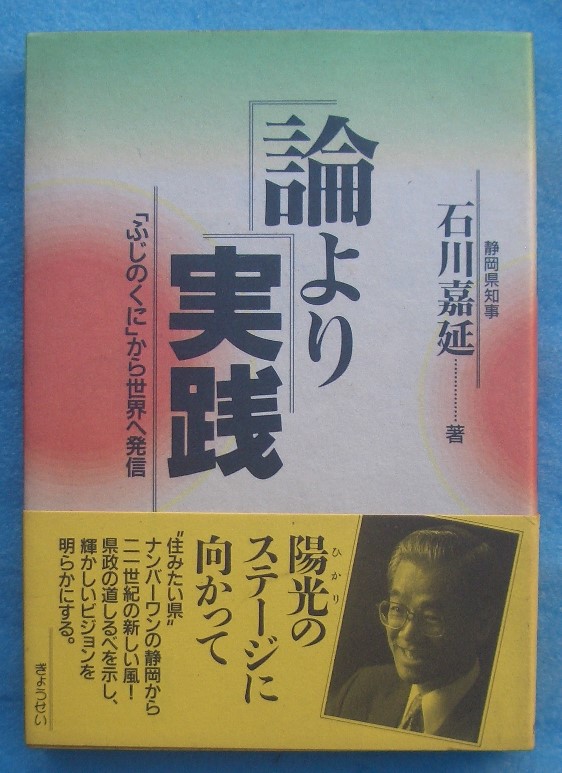 静岡県知事
石川嘉延…………著
論より
実践
「ふじのくに」から世界へ発信
陽光の
ひかり
ステージに
向かって
"住みたい県"
ナンバーワンの静岡から
二一世紀の新しい風!
県政の道しるべを示し、
輝かしいビジョンを
明らかにする。
ぎょうせい